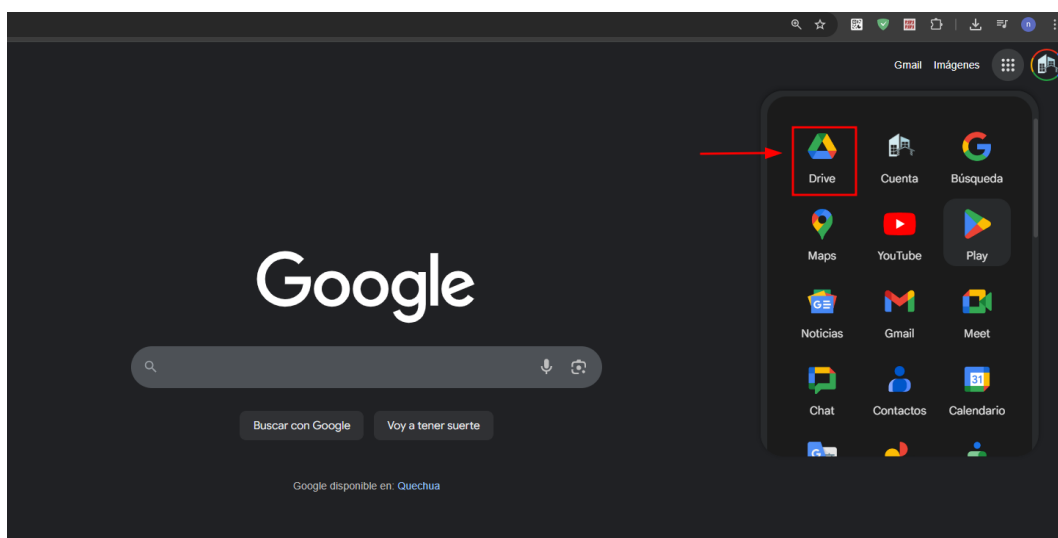 Gmail Imágenes
Drive Cuenta Búsqueda
Maps YouTube Play
Google
Noticias Gmail Meet
31
Chat Contactos Calendario
Buscar con Google Voy a tener suerte
Google disponible en: Quechua